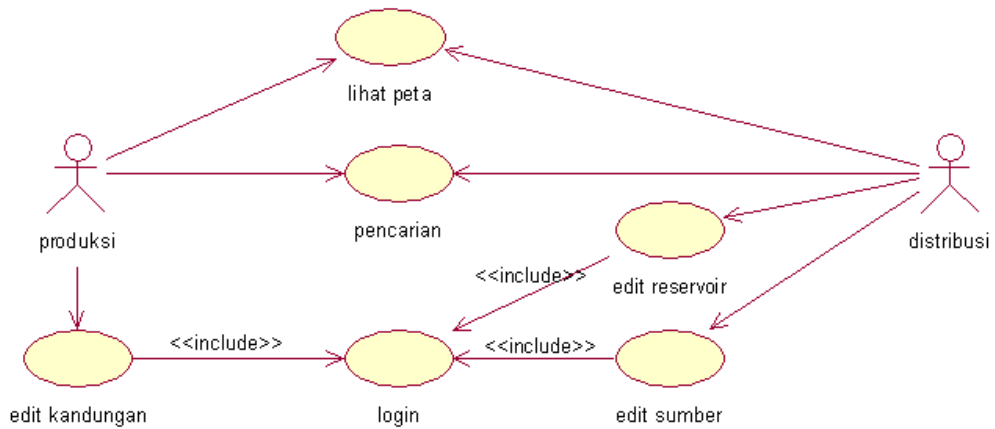 lihat peta
pencarian
produksi
distribusi
<<include>>
edit reservoir
<<include>>
<<include>>
edit kandungan
login
edit sumber